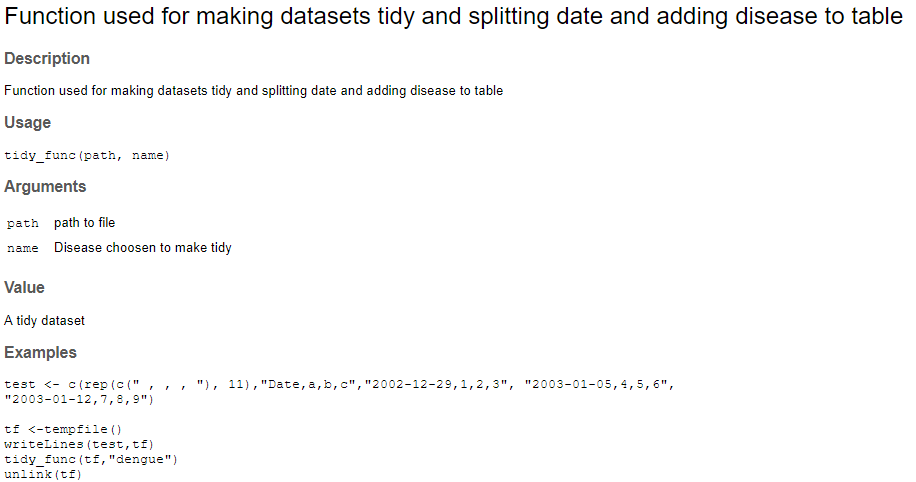 Function used for making datasets tidy and splitting date and adding disease to table
Description
Function used for making datasets tidy and splitting date and adding disease to table
Usage
tidy_func(path, name)
Arguments
path path to file
name Disease choosen to make tidy
Value
A tidy dataset
Examples
test <- c(rep(c(" , , , "), 11),"Date,a,b,c","2002-12-29,1,2,3", "2003-01-05,4,5,6",
"2003-01-12,7,8,9")
tf <-tempfile()
writeLines(test,tf)
tidy_func(tf,"dengue")
unlink(tf)